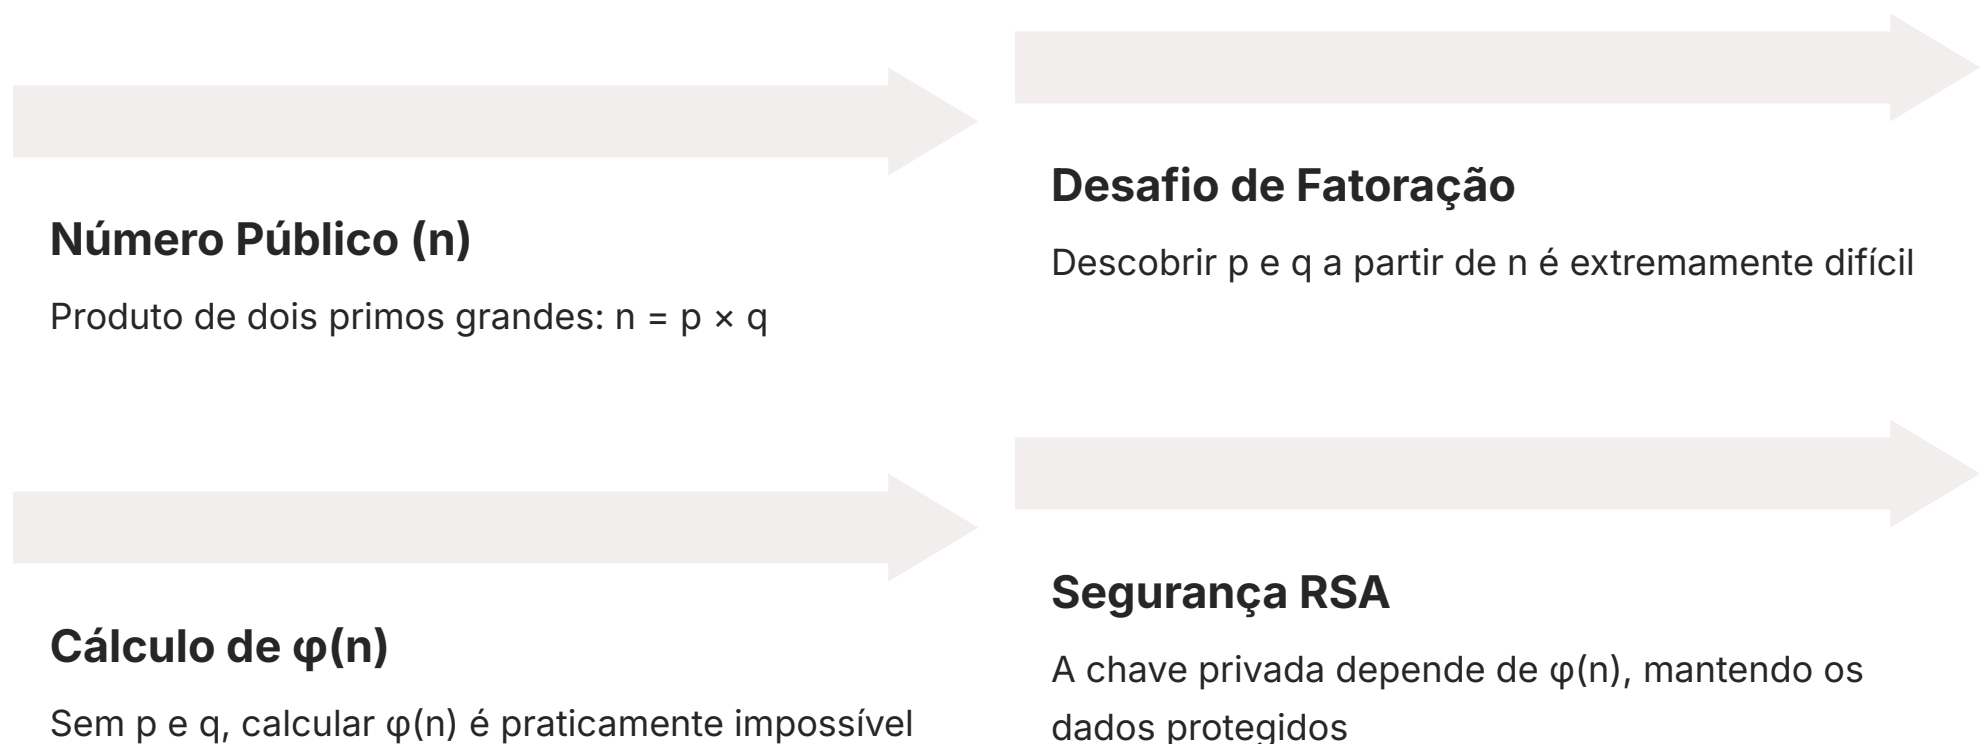 Número Público (n)
Produto de dois primos grandes: n = p × q
Desafio de Fatoração
Descobrir p e q a partir de n é extremamente difícil
Cálculo de φ(n)
Sem p e q, calcular φ(n) é praticamente impossível
Segurança RSA
A chave privada depende de φ(n), mantendo os
dados protegidos